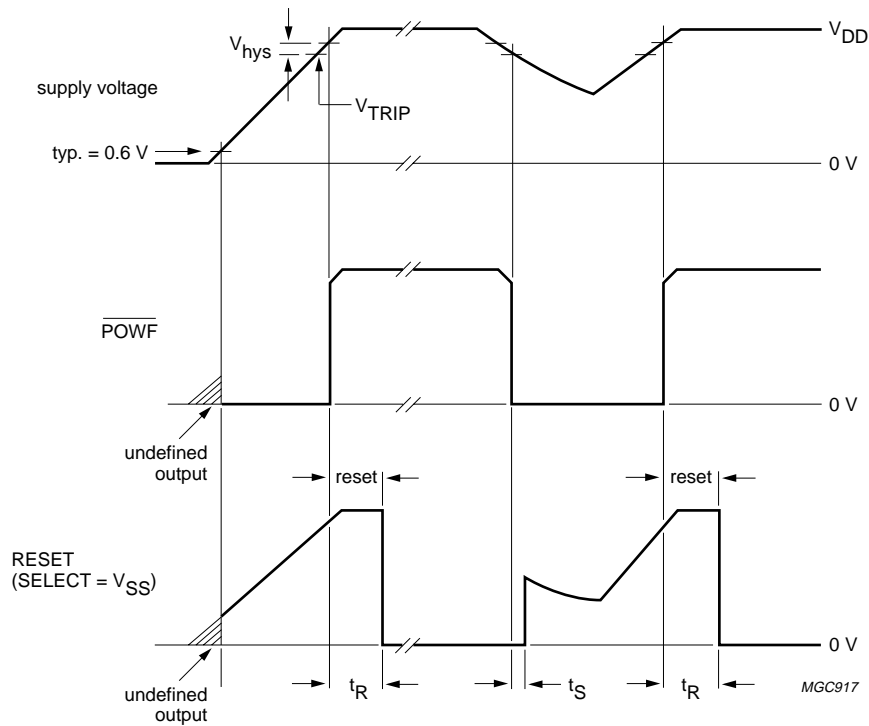 V_hys
V_DD
supply voltage
V_TRIP
typ. = 0.6 V
0 V
POWF
0 V
undefined
output
reset
reset
RESET
(SELECT = V_SS)
0 V
undefined
output
t_R
t_S
t_R
MGC917